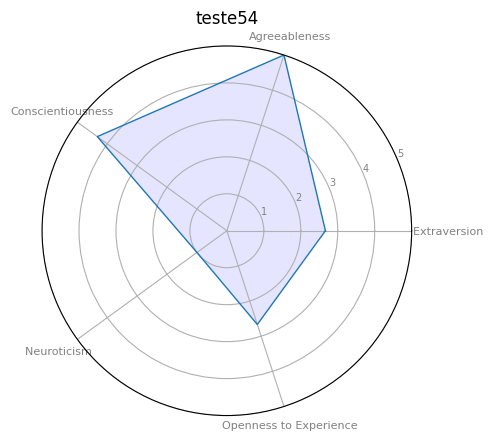 teste54
Agreeableness
Conscientiousness
5
4
3
2
1
Extraversion
Neuroticism
Openness to Experience